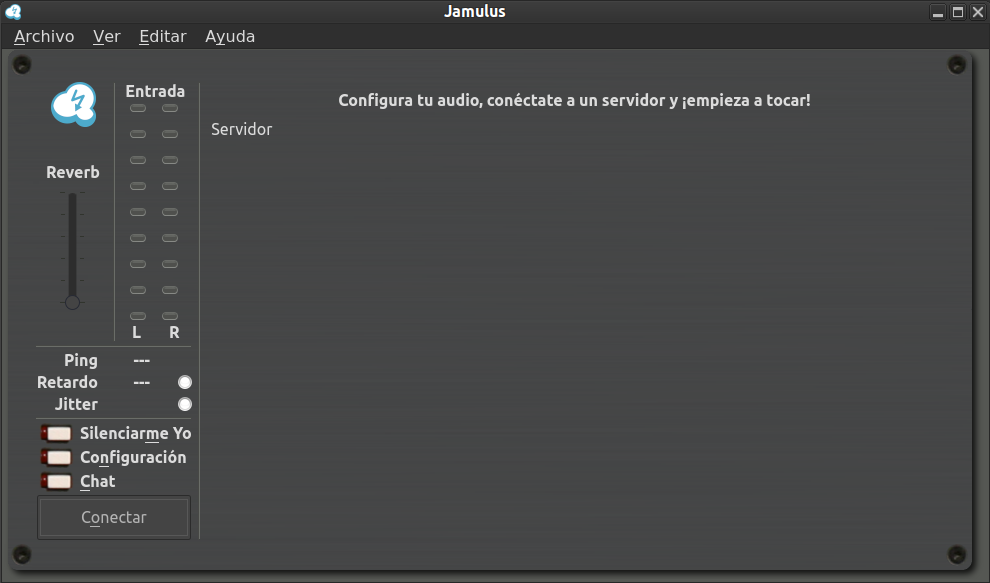 Jamulus
Archivo Ver Editar Ayuda
Entrada
Configura tu audio, conéctate a un servidor y ¡empieza a tocar!
Servidor
Reverb
L R
Ping ---
Retardo ---
Jitter
Silenciarme Yo
Configuración
Chat
Conectar